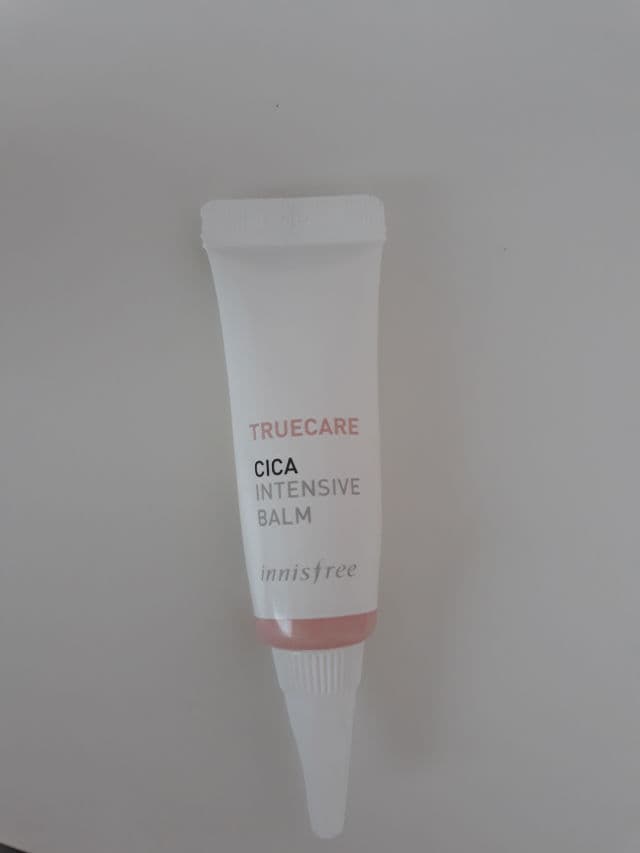 TRUECARE
CICA
INTENSIVE
BALM
innisfree